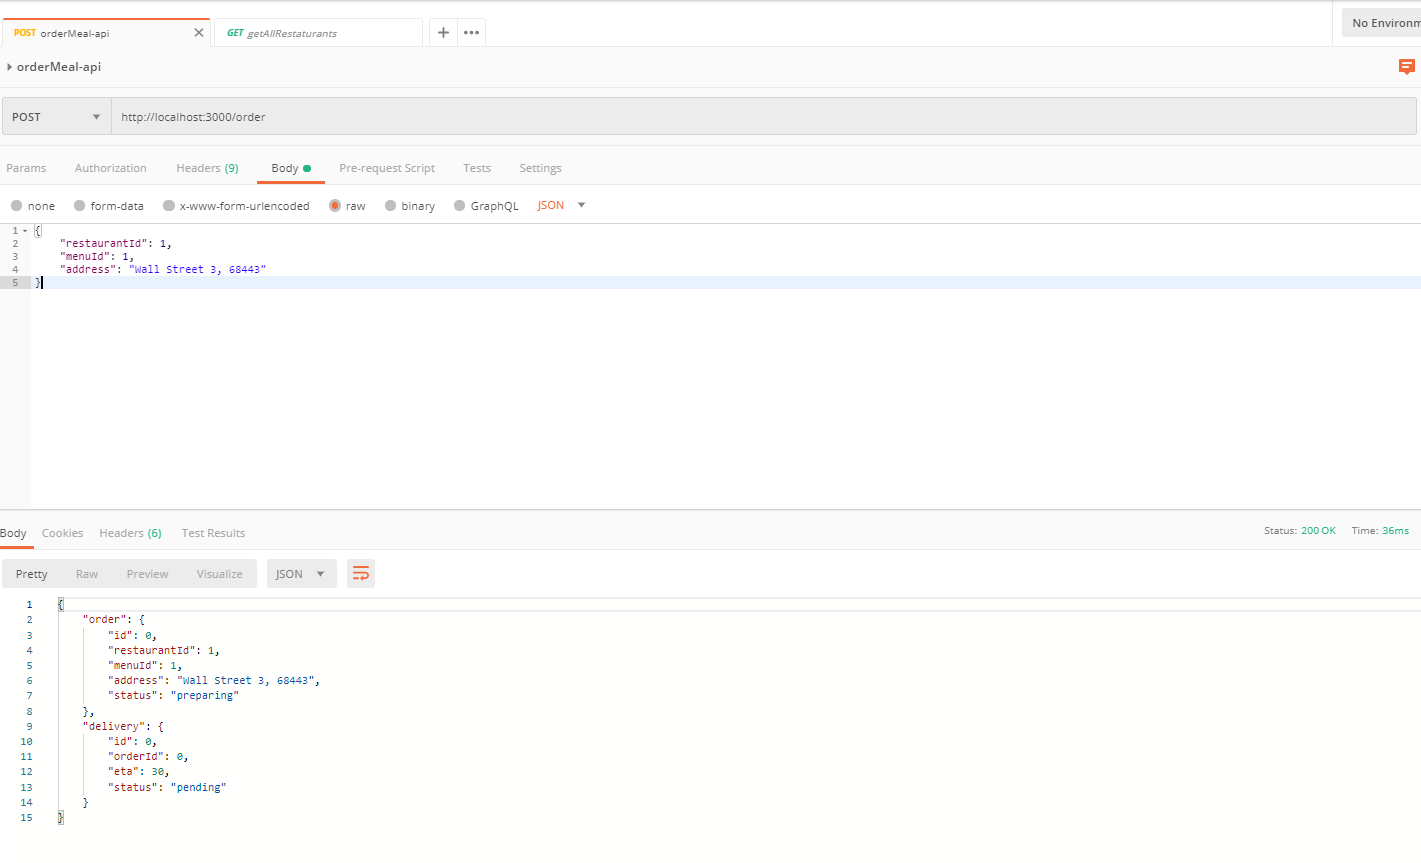 POST orderMeal-api
GET getAllRestaturants
No Environm
orderMeal-api
POST http://localhost:3000/order
Params Authorization Headers (9) Body Pre-request Script Tests Settings
none form-data x-www-form-urlencoded raw binary GraphQL JSON
1 {
2 "restaurantId": 1,
3 "menuId": 1,
4 "address": "Wall Street 3, 68443"
5 }
Body Cookies Headers (6) Test Results Status: 200 OK Time: 36ms
Pretty Raw Preview Visualize JSON
1 {
2 "order": {
3 "id": 0,
4 "restaurantId": 1,
5 "menuId": 1,
6 "address": "Wall Street 3, 68443",
7 "status": "preparing"
8 },
9 "delivery": {
10 "id": 0,
11 "orderId": 0,
12 "eta": 30,
13 "status": "pending"
14 }
15 }